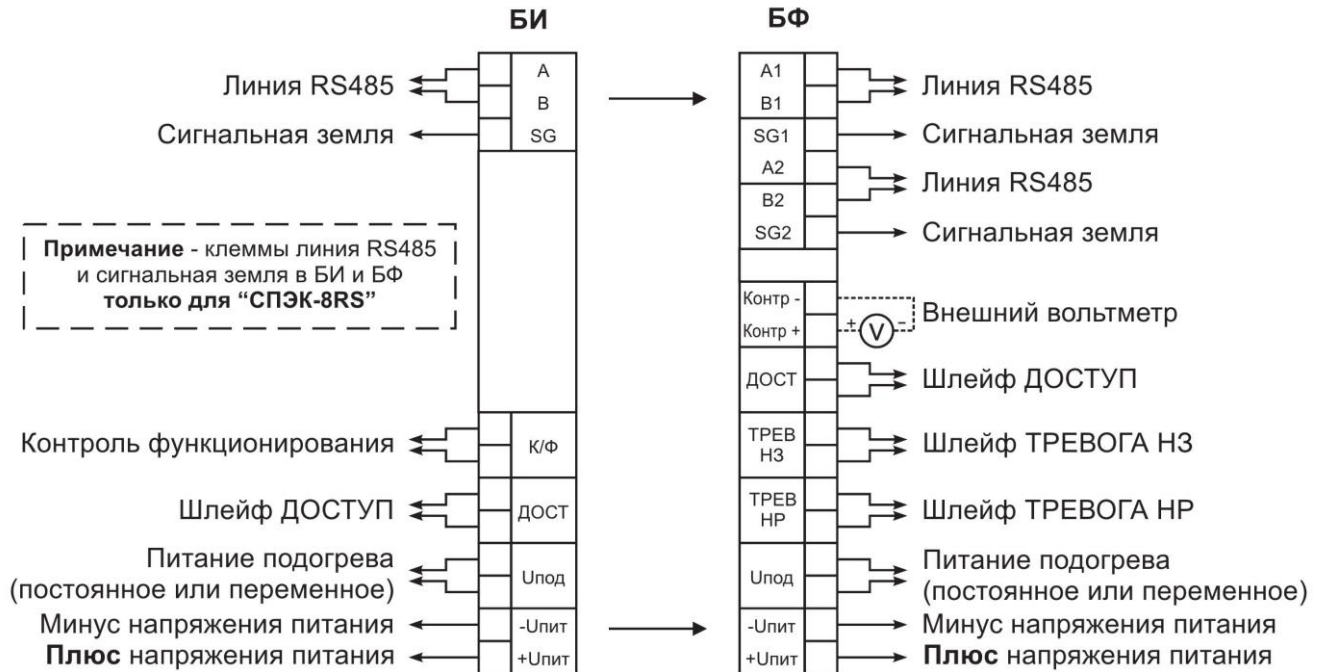 БИ
Линия RS485
Сигнальная земля
A
B
SG
Примечание - клеммы линия RS485
и сигнальная земля в БИ и БФ
только для “СПЭК-8RS”
Контроль функционирования
К/Ф
Шлейф ДОСТУП
ДОСТ
Питание подогрева
(постоянное или переменное)
Uпод
Минус напряжения питания
-Uпит
Плюс напряжения питания
+Uпит
БФ
A1
B1
Линия RS485
SG1
Сигнальная земля
A2
B2
Линия RS485
SG2
Сигнальная земля
Контр -
Контр +
+ V -
Внешний вольтметр
ДОСТ
Шлейф ДОСТУП
ТРЕВ
НЗ
Шлейф ТРЕВОГА НЗ
ТРЕВ
НР
Шлейф ТРЕВОГА НР
Uпод
Питание подогрева
(постоянное или переменное)
-Uпит
Минус напряжения питания
+Uпит
Плюс напряжения питания